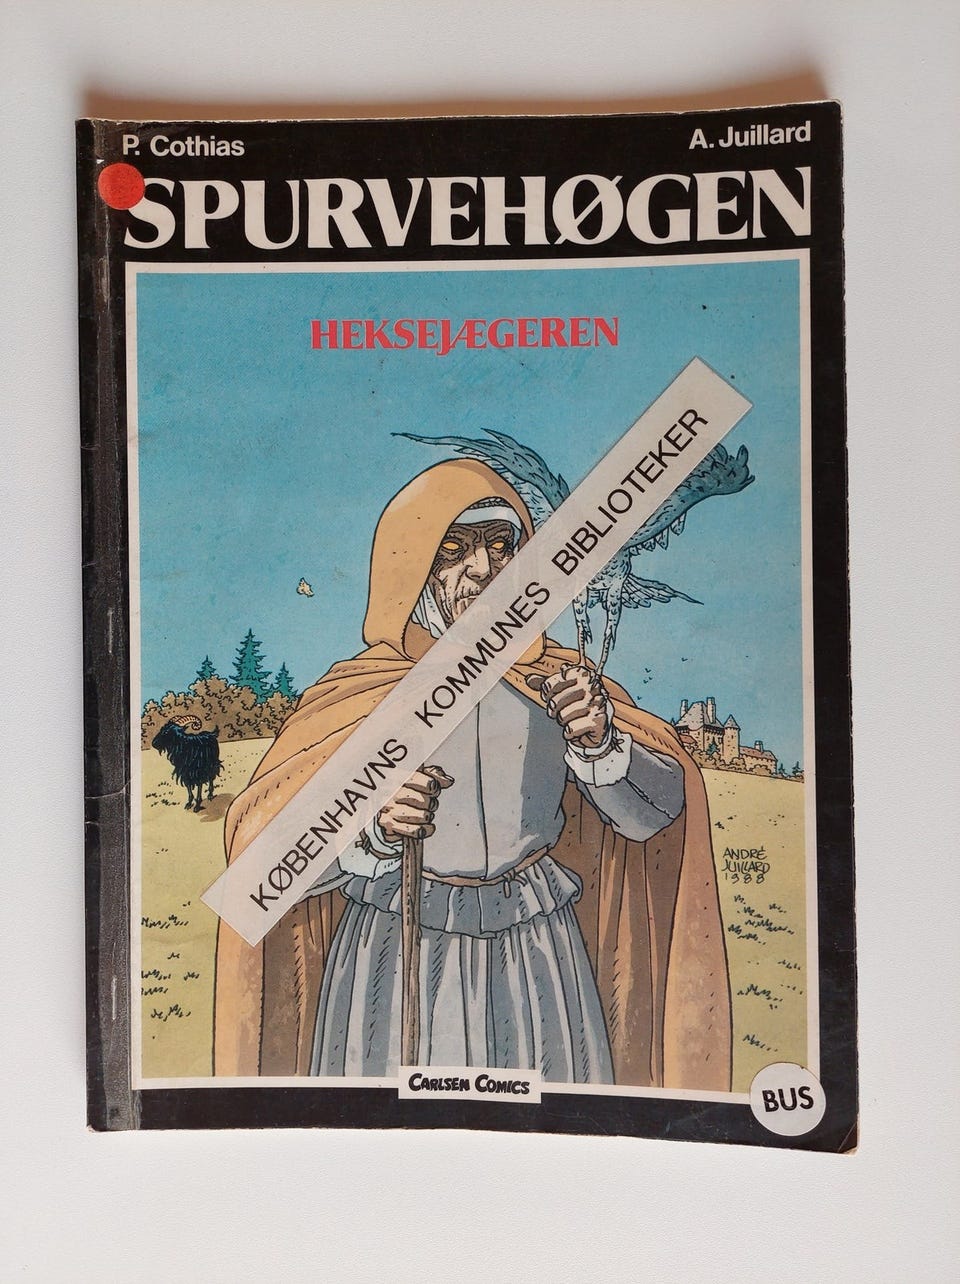 P. Cothias
A. Juillard
SPURVEHØGEN
HEKSEJÆGEREN
KØBENHAVNS KOMMUNES BIBLIOTEKER
ANDRÉ
JUILLARD
1988
CARLSEN COMICS
BUS